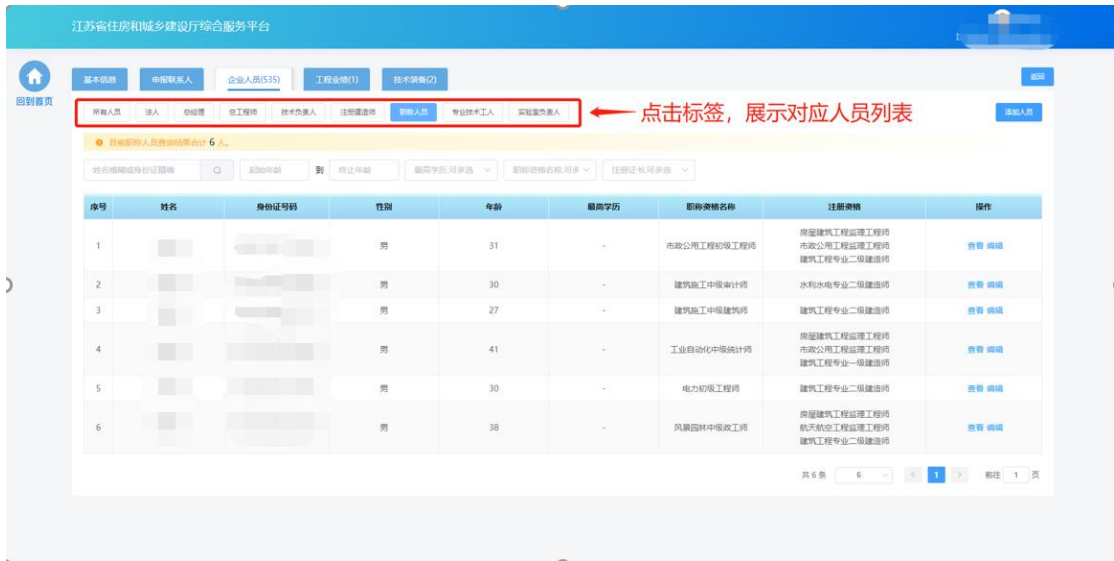 江苏省住房和城乡建设厅综合服务平台
回到首页
基本信息 申报联系人 企业人员(535) 工程业绩(1) 技术装备(2) 返回
所有人员 法人 总经理 总工程师 技术负责人 注册建造师 职称人员 专业技术工人 实验室负责人 点击标签，展示对应人员列表 添加人员
目前职称人员查询结果合计 6 人。
姓名模糊或身份证精确 起始年龄 到 终止年龄 最高学历,可多选 职称资格名称,可多 注册证书,可多选
序号 姓名 身份证号码 性别 年龄 最高学历 职称资格名称 注册资格 操作
房屋建筑工程监理工程师
1 男 31 - 市政公用工程初级工程师 市政公用工程监理工程师 查看 编辑
建筑工程专业二级建造师
2 男 30 - 建筑施工中级审计师 水利水电专业二级建造师 查看 编辑
3 男 27 - 建筑施工中级建筑师 建筑工程专业二级建造师 查看 编辑
房屋建筑工程监理工程师
4 男 41 - 工业自动化中级统计师 市政公用工程监理工程师 查看 编辑
建筑工程专业一级建造师
5 男 30 - 电力初级工程师 建筑工程专业二级建造师 查看 编辑
房屋建筑工程监理工程师
6 男 38 - 风景园林中级政工师 航天航空工程监理工程师 查看 编辑
建筑工程专业二级建造师
共 6 条 6 < 1 > 前往 1 页